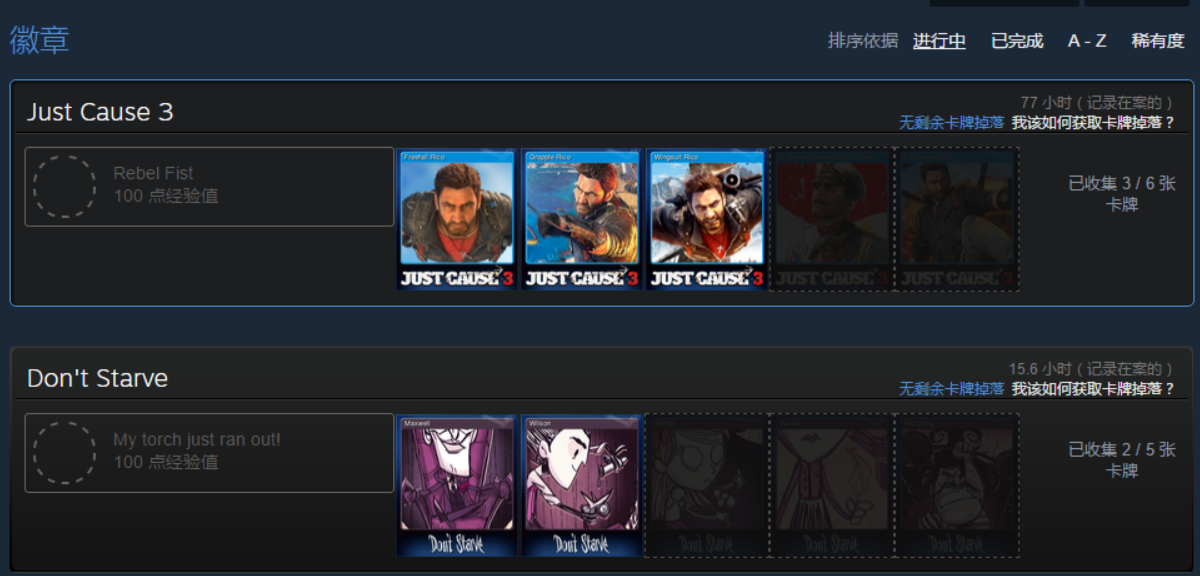 徽章
排序依据 进行中 已完成 A - Z 稀有度
Just Cause 3
77 小时（记录在案的）
无剩余卡牌掉落 我该如何获取卡牌掉落？
Rebel Fist
100 点经验值
Freefall Rico
Grapple Rico
Wingsuit Rico
JUST CAUSE 3
JUST CAUSE 3
JUST CAUSE 3
JUST CAUSE 3
JUST CAUSE 3
已收集 3 / 6 张
卡牌
Don't Starve
15.6 小时（记录在案的）
无剩余卡牌掉落 我该如何获取卡牌掉落？
My torch just ran out!
100 点经验值
Maxwell
Wilson
Don't Starve
Don't Starve
Don't Starve
Don't Starve
Don't Starve
已收集 2 / 5 张
卡牌